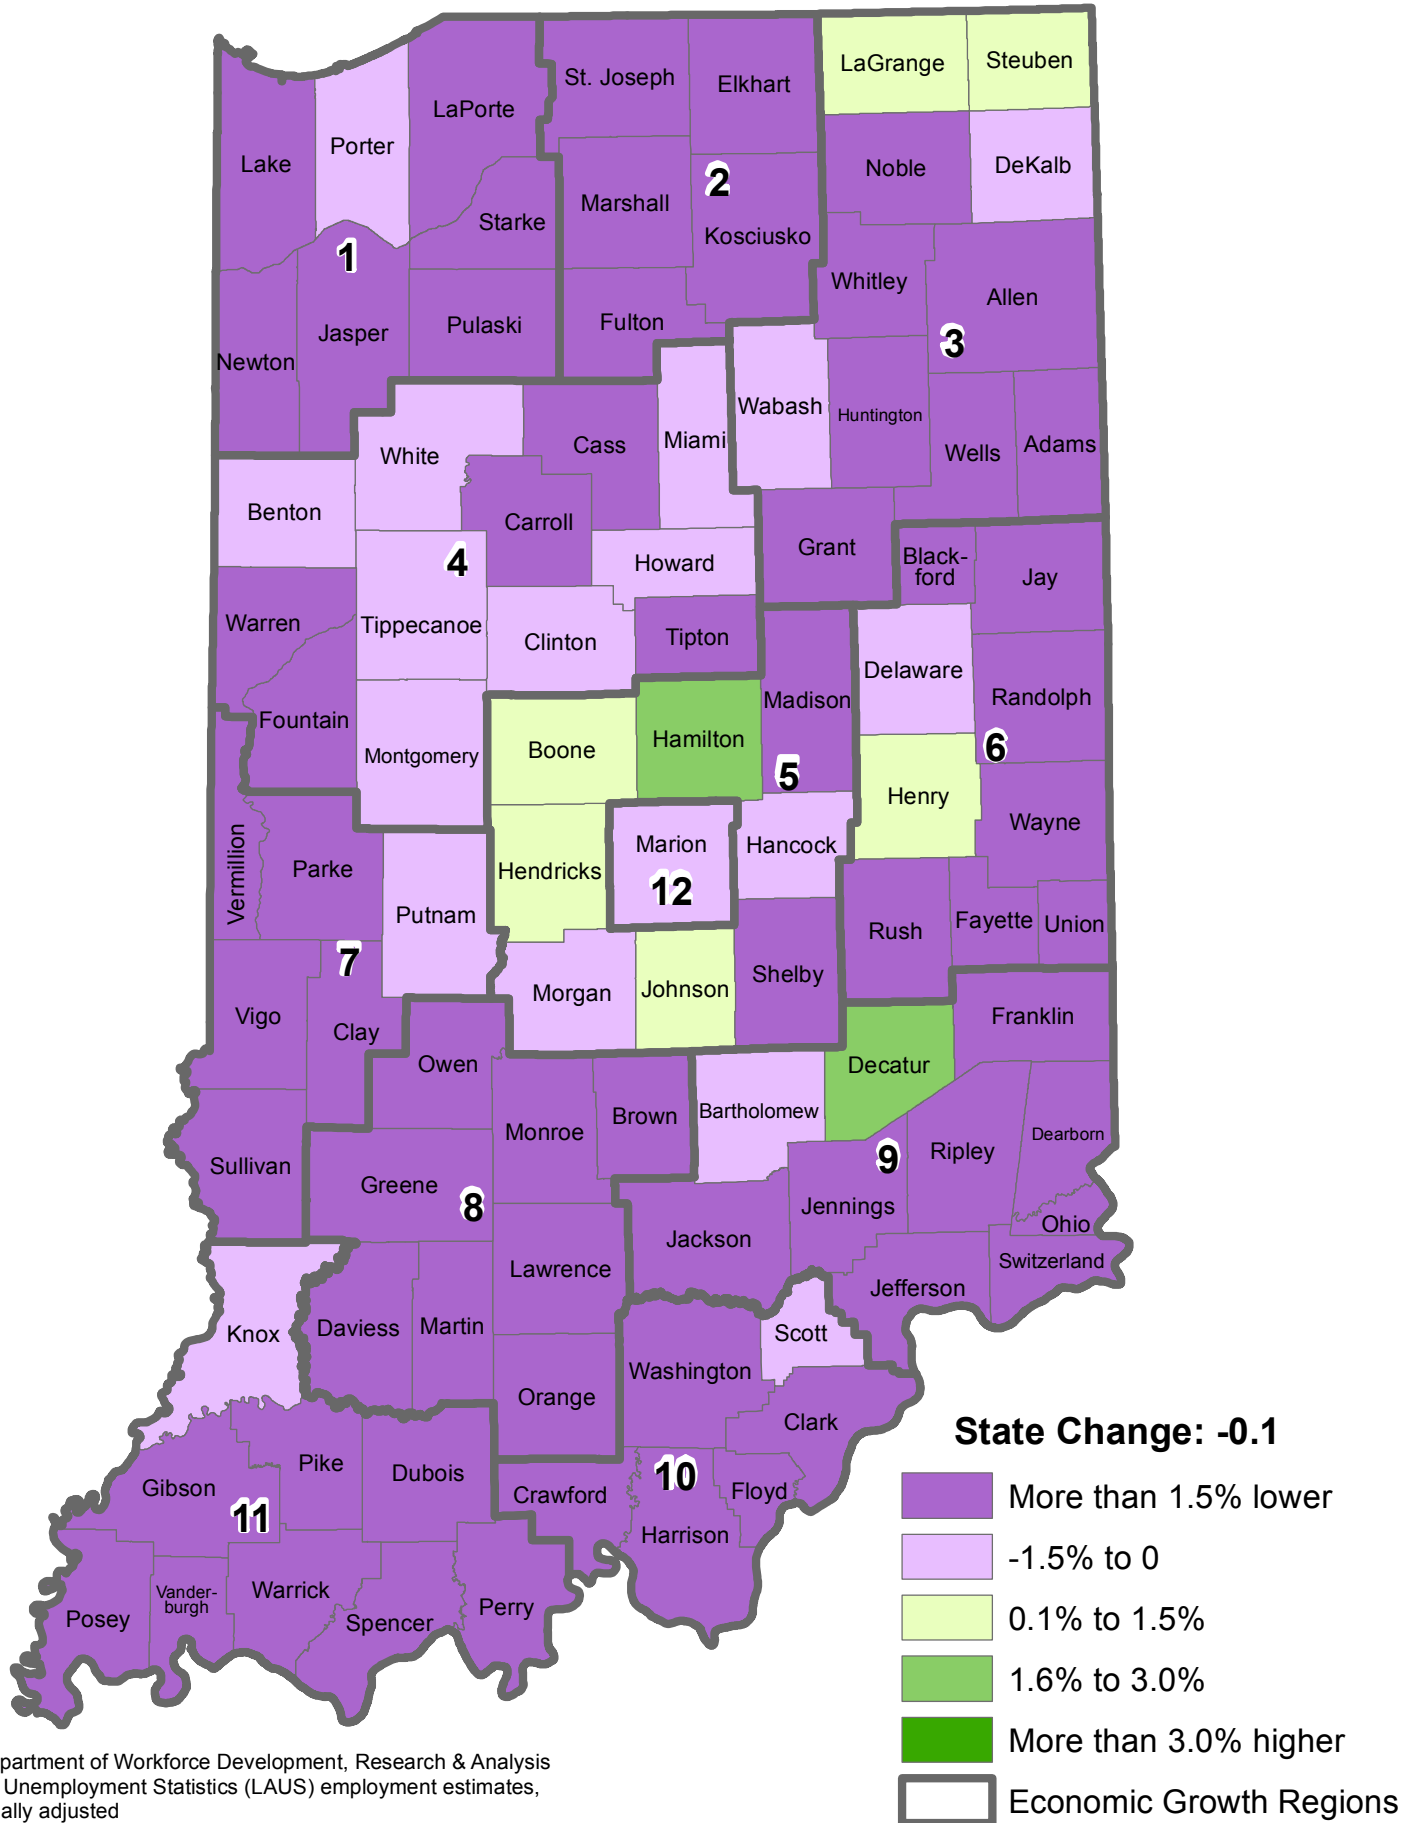 LaGrange
Steuben
St. Joseph
Elkhart
LaPorte
Porter
Lake
Noble
DeKalb
2
Marshall
Starke
Kosciusko
1
Whitley
Allen
Jasper
Pulaski
Fulton
3
Newton
Wabash
Huntington
White
Cass
Miami
Wells
Adams
Benton
Carroll
Grant
4
Howard
Black-
ford
Jay
Warren
Tippecanoe
Clinton
Tipton
Delaware
Madison
Randolph
Fountain
Montgomery
Boone
Hamilton
6
5
Henry
Wayne
Vermillion
Parke
Hendricks
Marion
12
Hancock
Putnam
Rush
Fayette
Union
7
Vigo
Clay
Morgan
Johnson
Shelby
Franklin
Owen
Decatur
Monroe
Brown
Bartholomew
Dearborn
Sullivan
Greene
8
9
Ripley
Jennings
Ohio
Jackson
Lawrence
Switzerland
Jefferson
Knox
Daviess
Martin
Scott
Washington
Orange
Clark
Gibson
Pike
Dubois
Crawford
10
Floyd
11
Harrison
Posey
Vander-
burgh
Warrick
Spencer
Perry
State Change: -0.1
More than 1.5% lower
-1.5% to 0
0.1% to 1.5%
1.6% to 3.0%
More than 3.0% higher
Economic Growth Regions
partment of Workforce Development, Research & Analysis
Unemployment Statistics (LAUS) employment estimates,
ally adjusted